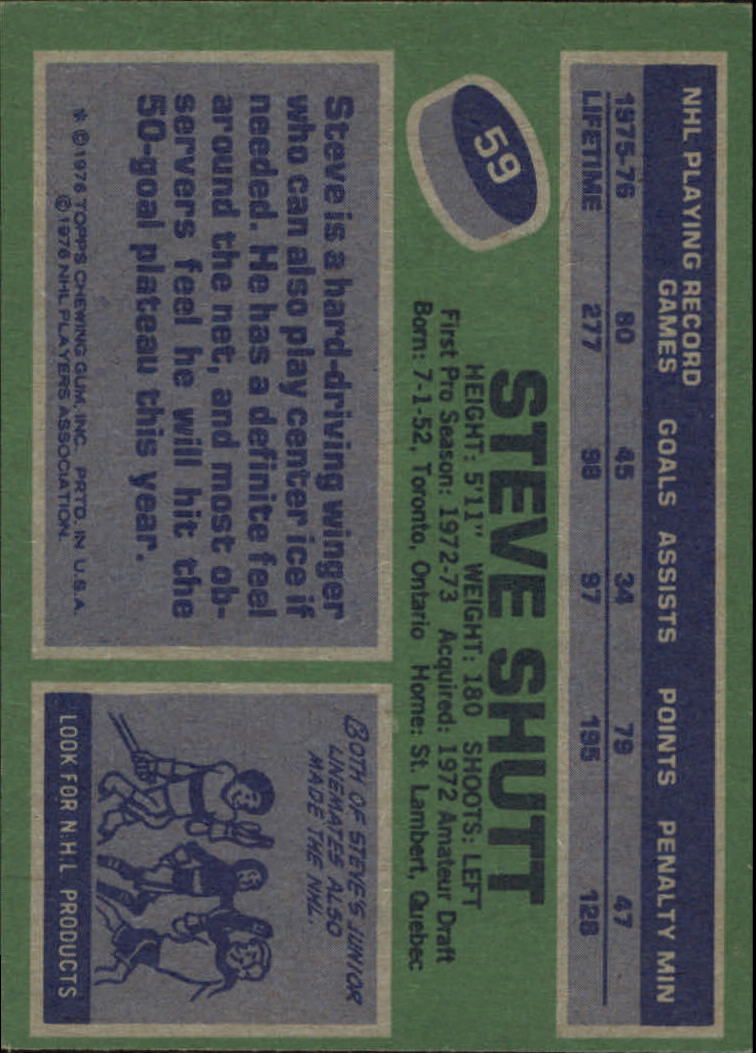 NHL PLAYING RECORD
GAMES GOALS ASSISTS POINTS PENALTY MIN
1975-76 80 45 34 79 47
LIFETIME 277 98 97 195 128
59
STEVE SHUTT
HEIGHT: 5'11" WEIGHT: 180 SHOOTS: LEFT
First Pro Season: 1972-73 Acquired: 1972 Amateur Draft
Born: 7-1-52, Toronto, Ontario Home: St. Lambert, Quebec
Steve is a hard-driving winger
who can also play center ice if
needed. He has a definite feel
around the net, and most ob-
servers feel he will hit the
50-goal plateau this year.
* ©1976 TOPPS CHEWING GUM, INC. PRTD. IN U.S.A.
©1976 NHL PLAYERS ASSOCIATION.
BOTH OF STEVE'S JUNIOR
LINEMATES ALSO
MADE THE NHL.
LOOK FOR N.H.L PRODUCTS